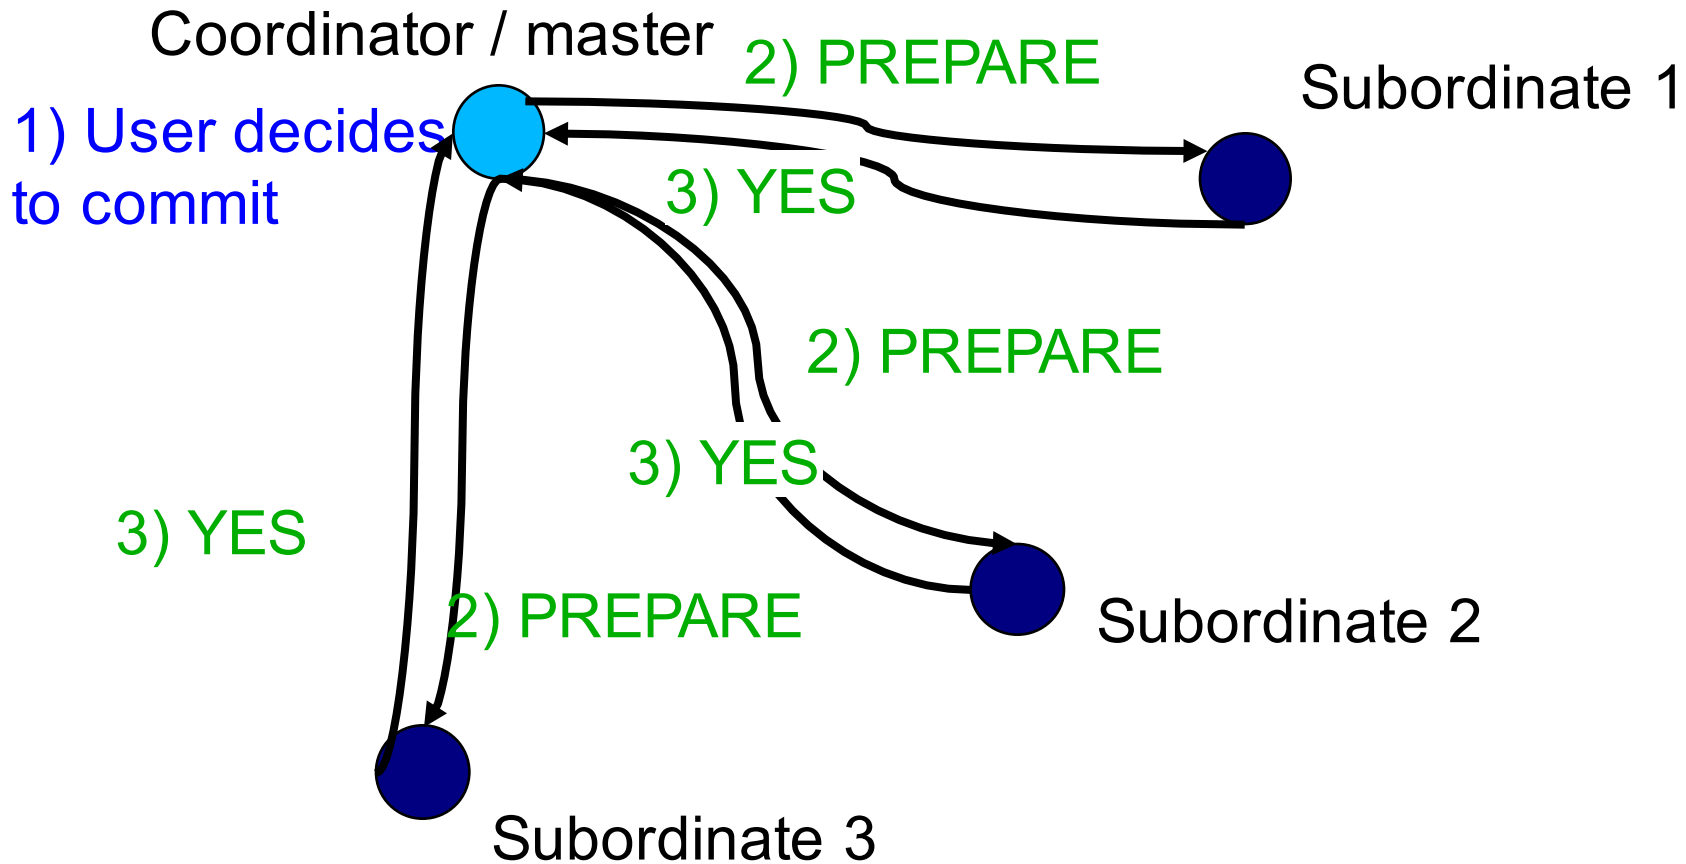 Coordinator / master
2) PREPARE
Subordinate 1
1) User decides
to commit
3) YES
2) PREPARE
3) YES
3) YES
2) PREPARE
Subordinate 2
Subordinate 3